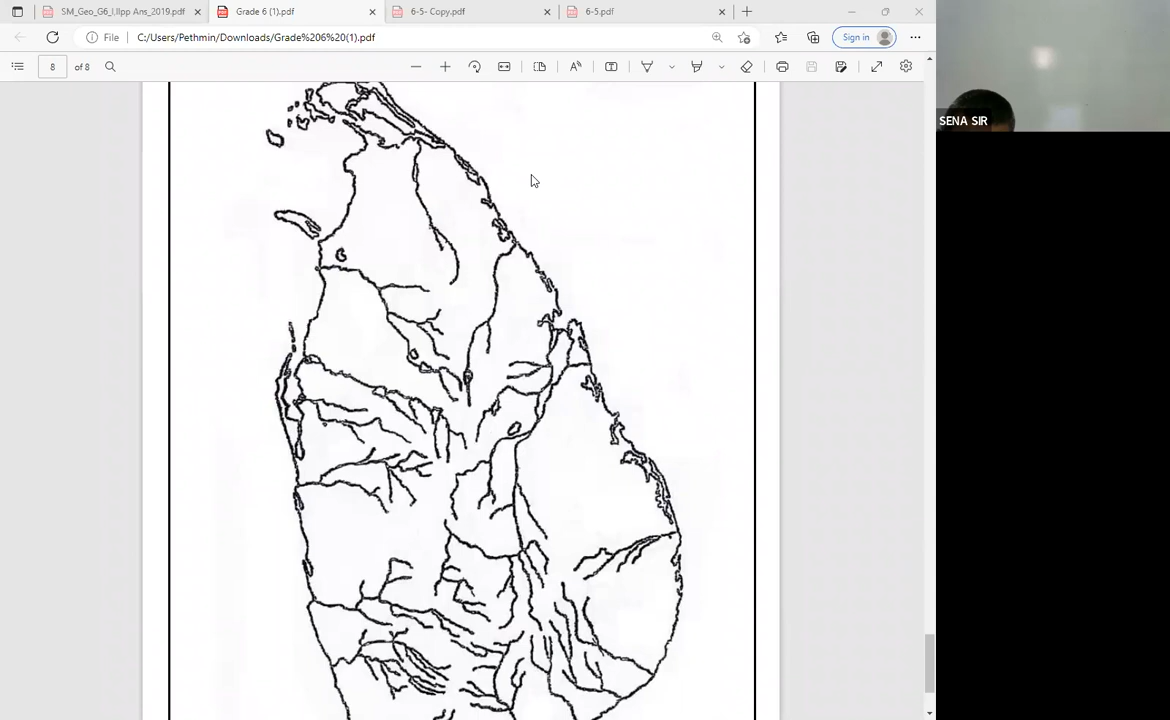 SM_Geo_G6_I,IIpp Ans_2019.pdf
Grade 6 (1).pdf
6-5- Copy.pdf
6-5.pdf
File
C:/Users/Pethmin/Downloads/Grade%206%20(1).pdf
Sign in
8 of 8
SENA SIR